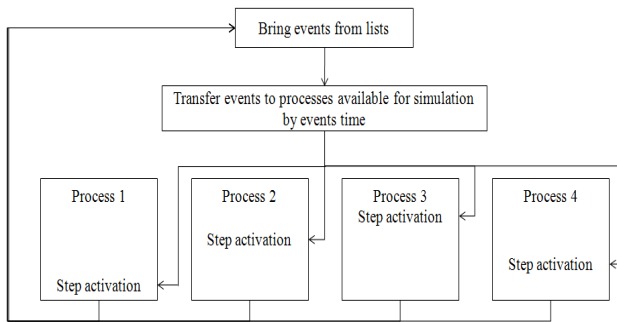 Bring events from lists
Transfer events to processes available for simulation
by events time
Process 1
Step activation
Process 2
Step activation
Process 3
Step activation
Process 4
Step activation